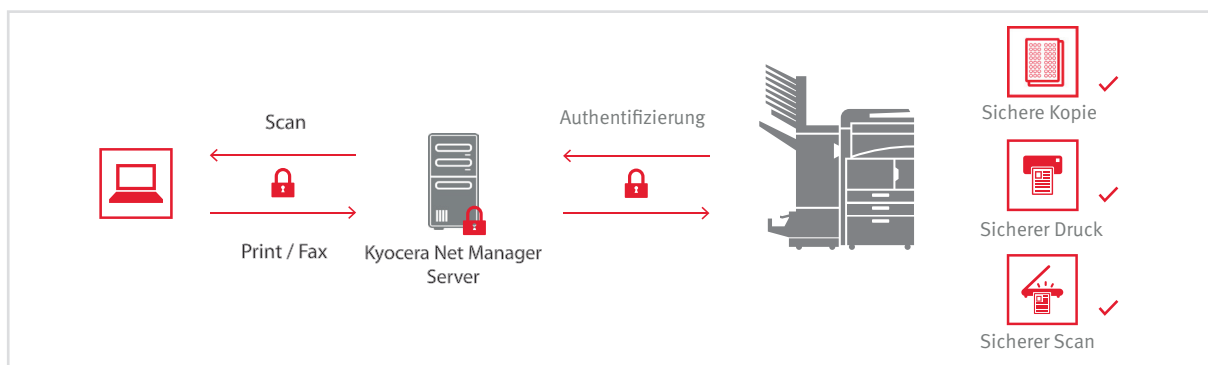 Scan
Print / Fax
Kyocera Net Manager
Server
Authentifizierung
Sichere Kopie
Sicherer Druck
Sicherer Scan